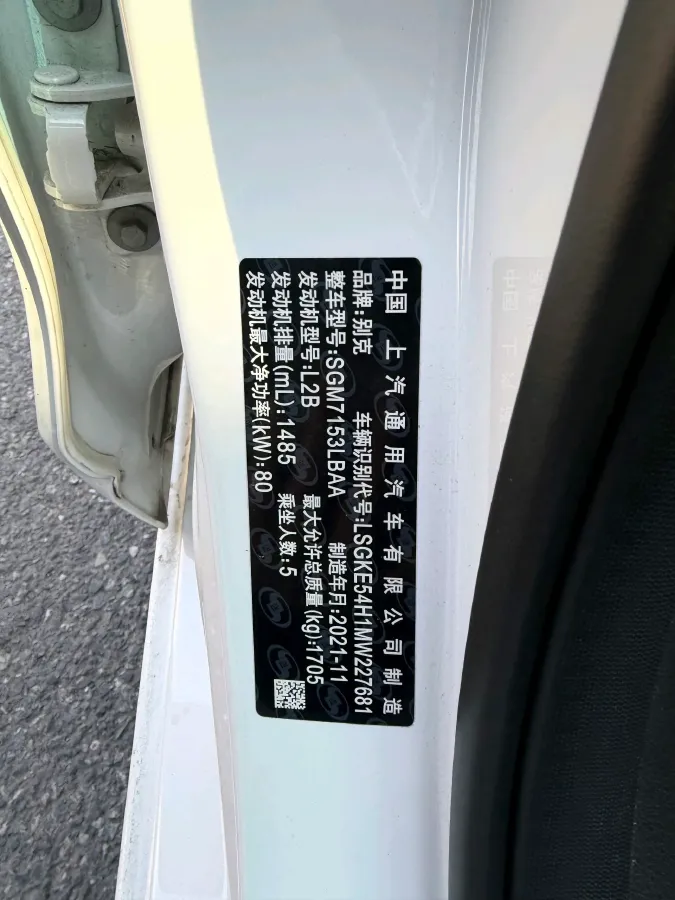 中国 上汽通用汽车有限公司制造
品牌:别克 车辆识别代号:LSGKE54H1MW227681
整车型号:SGM7153LBAA 制造年月:2021-11
发动机型号:L2B 最大允许总质量(kg):1705
发动机排量(mL):1485 乘坐人数:5
发动机最大净功率(kW):80